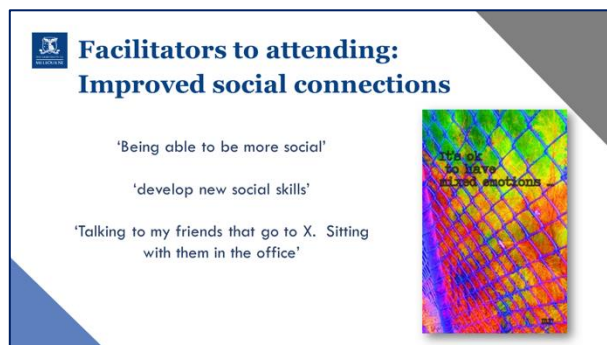 MELBOURNE
Facilitators to attending:
Improved social connections
‘Being able to be more social’
‘develop new social skills’
‘Talking to my friends that go to X.  Sitting
with them in the office’
It's ok
to have
mixed emotions ...